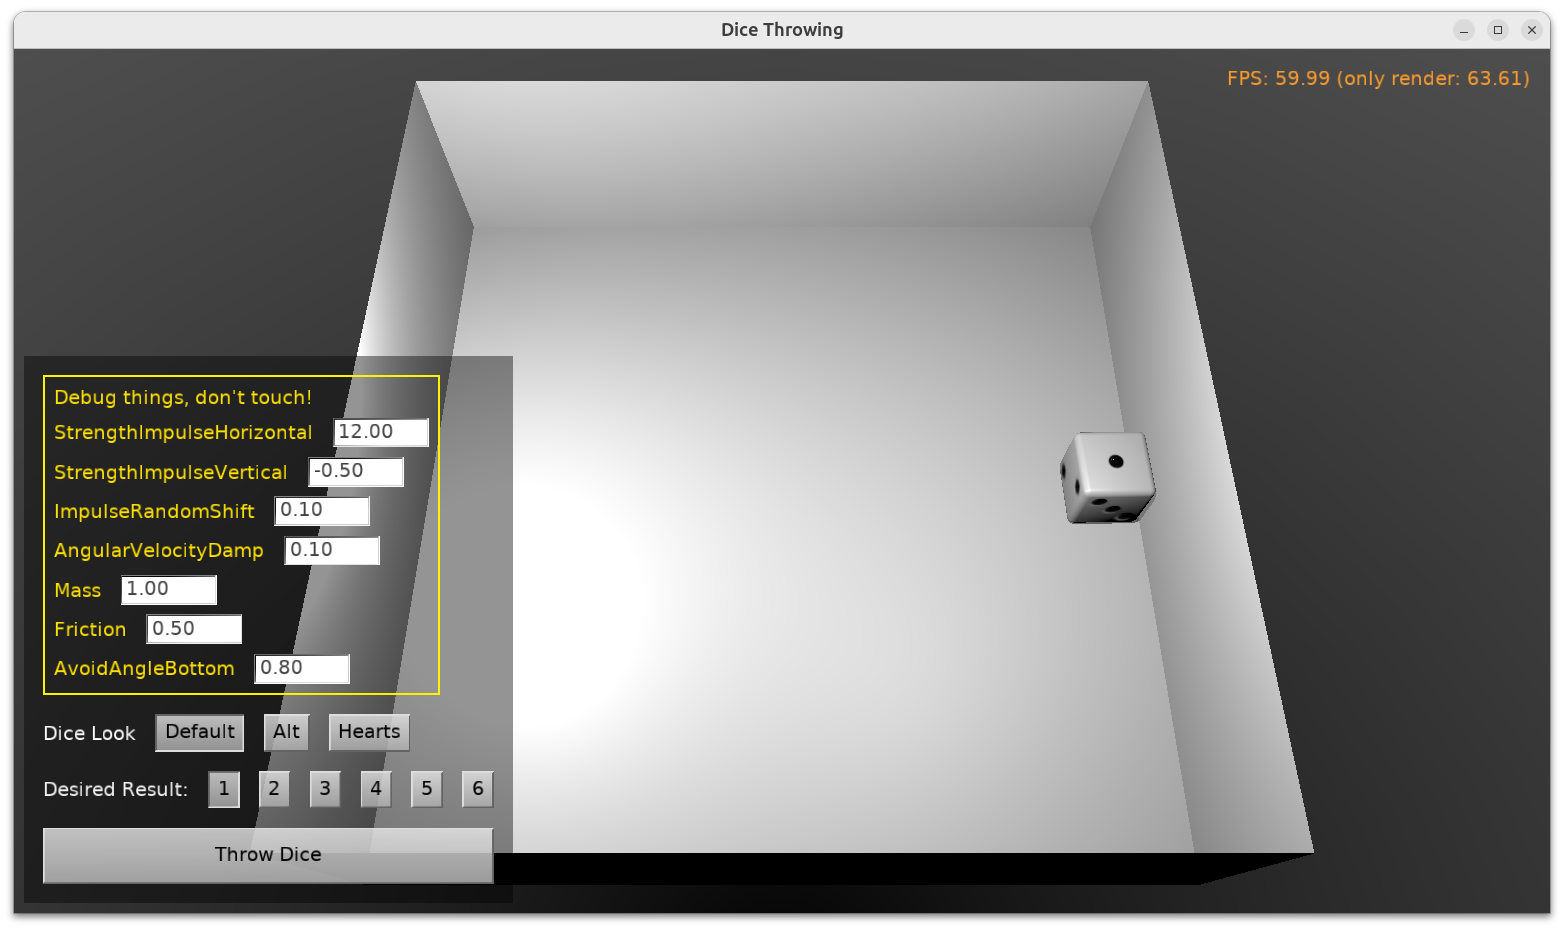 Dice Throwing
FPS: 59.99 (only render: 63.61)
Debug things, don't touch!
StrengthImpulseHorizontal 12.00
StrengthImpulseVertical -0.50
ImpulseRandomShift 0.10
AngularVelocityDamp 0.10
Mass 1.00
Friction 0.50
AvoidAngleBottom 0.80
Dice Look Default Alt Hearts
Desired Result: 1 2 3 4 5 6
Throw Dice